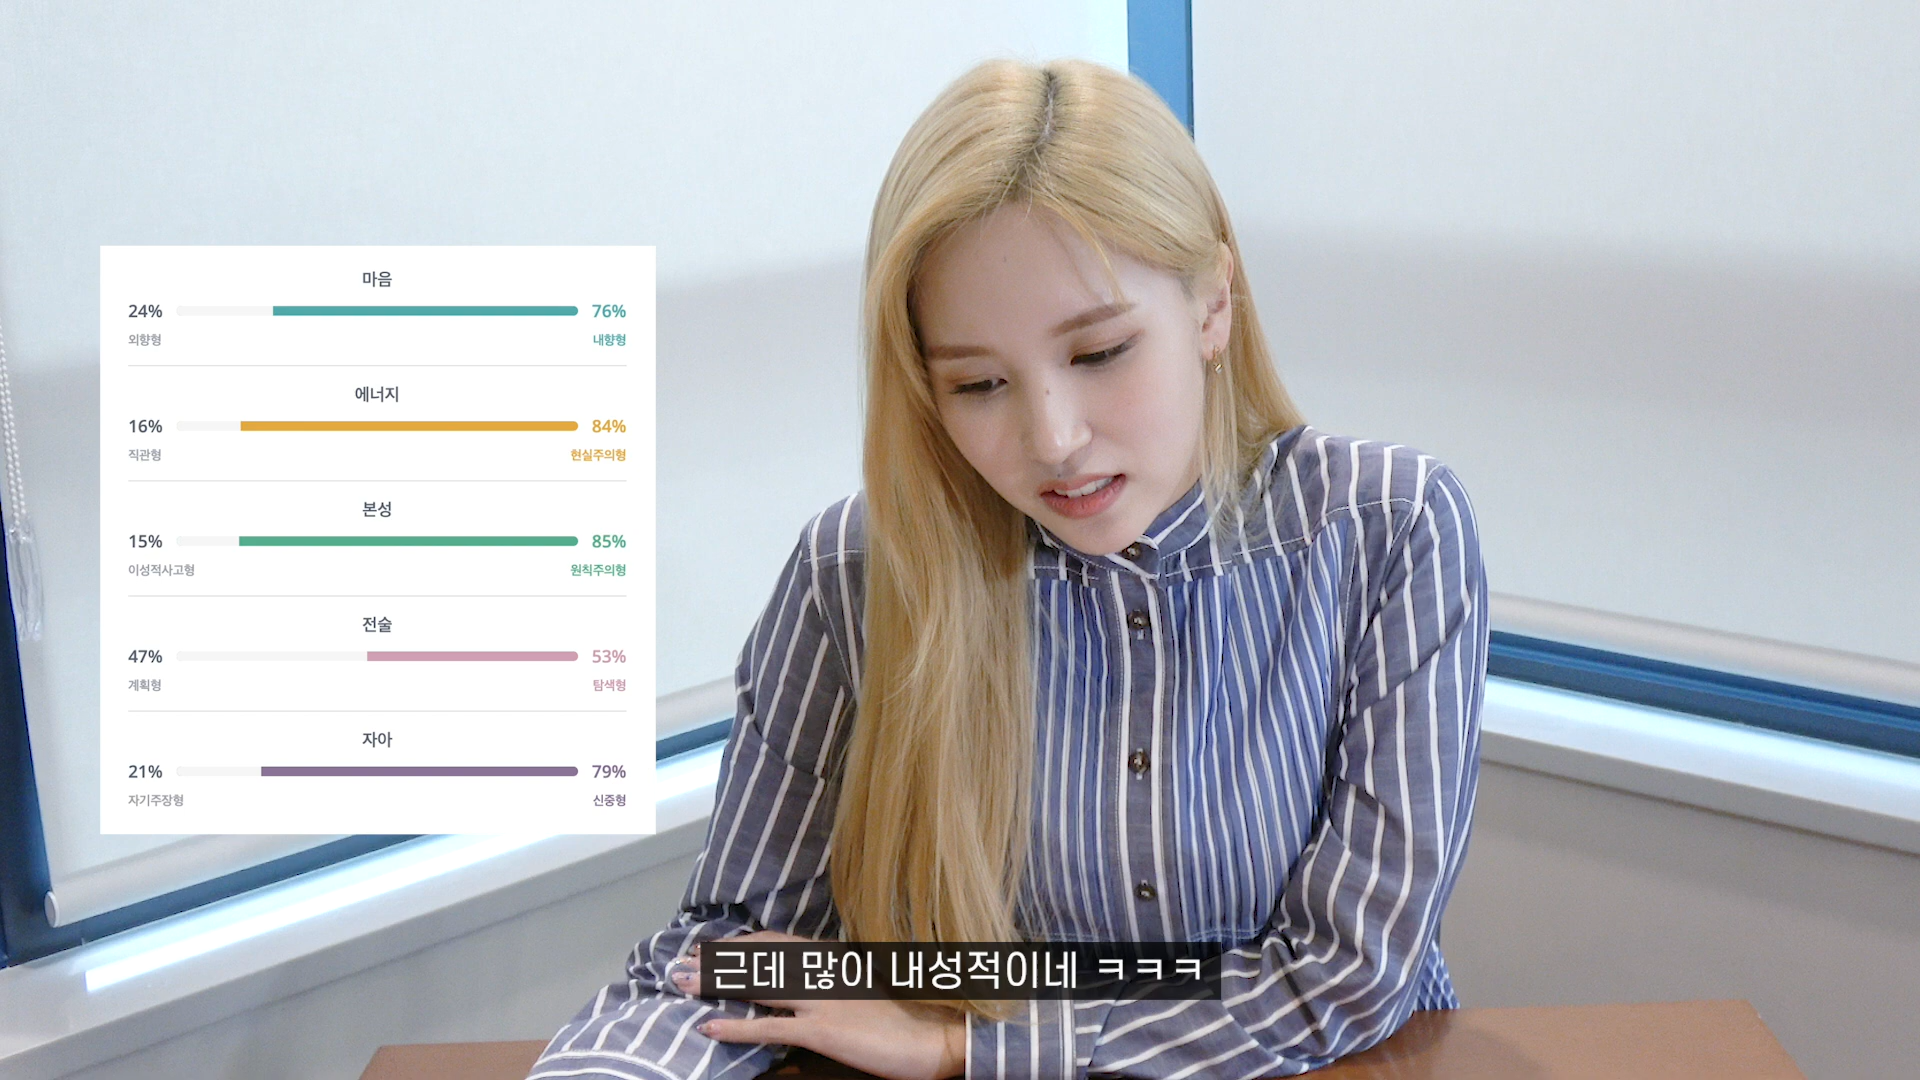 마음
24% 76%
외향형 내향형
에너지
16% 84%
직관형 현실주의형
본성
15% 85%
이성적사고형 원칙주의형
전술
47% 53%
계획형 탐색형
자아
21% 79%
자기주장형 신중형
근데 많이 내성적이네 ㅋㅋㅋ